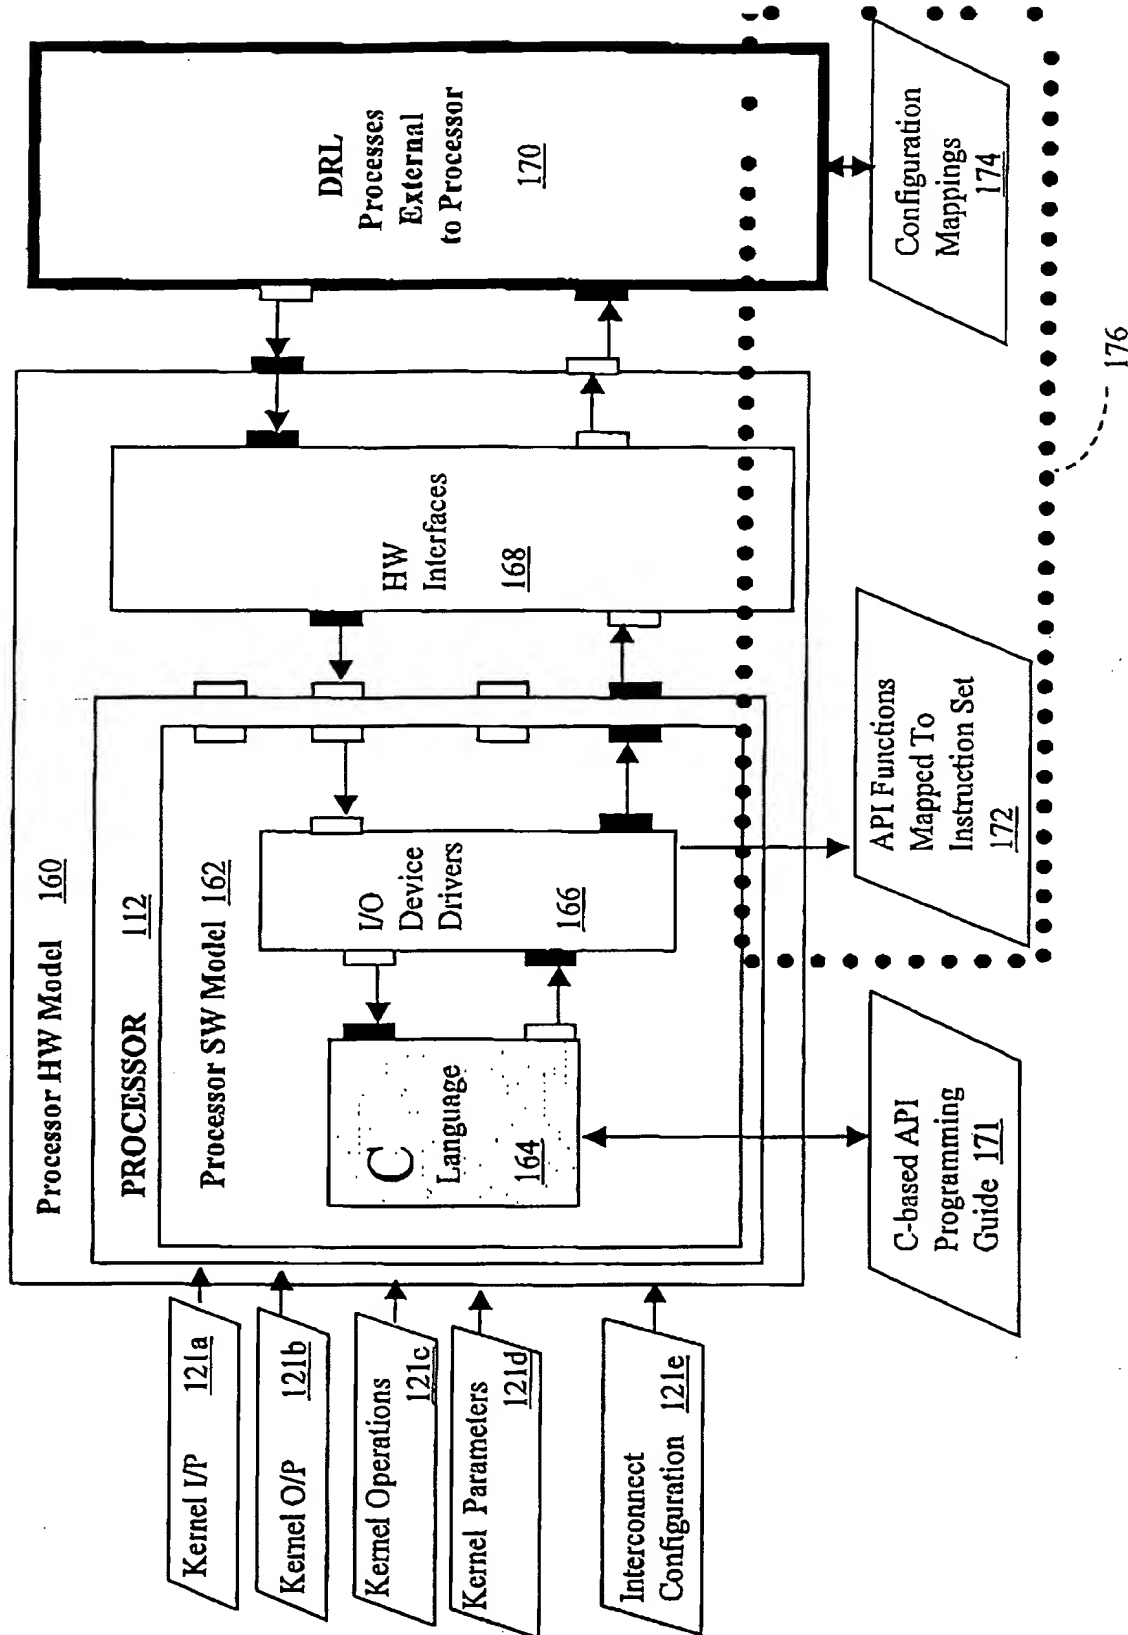 Processor HW Model 160
PROCESSOR 112
Processor SW Model 162
C
Language
164
I/O
Device
Drivers
166
HW
Interfaces
168
DRL
Processes
External
to Processor
170
Kernel I/P 121a
Kernel O/P 121b
Kernel Operations
121c
Kernel Parameters
121d
Interconnect
Configuration 121e
C-based API
Programming
Guide 171
API Functions
Mapped To
Instruction Set
172
Configuration
Mappings
174
176